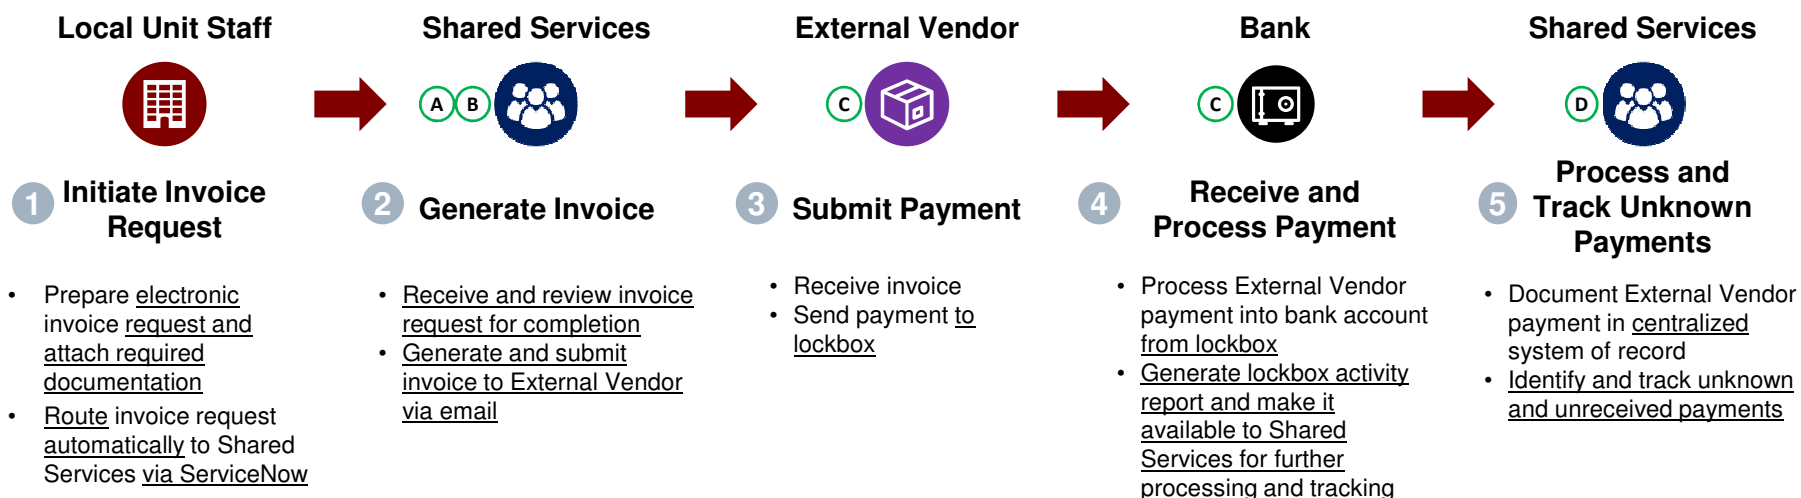 Local Unit Staff
1
Initiate Invoice
Request
• Prepare electronic
invoice request and
attach required
documentation
• Route invoice request
automatically to Shared
Services via ServiceNow
Shared Services
A B
2
Generate Invoice
• Receive and review invoice
request for completion
• Generate and submit
invoice to External Vendor
via email
External Vendor
C
3
Submit Payment
• Receive invoice
• Send payment to
lockbox
Bank
C
4
Receive and
Process Payment
• Process External Vendor
payment into bank account
from lockbox
• Generate lockbox activity
report and make it
available to Shared
Services for further
processing and tracking
Shared Services
D
5
Process and
Track Unknown
Payments
• Document External Vendor
payment in centralized
system of record
• Identify and track unknown
and unreceived payments